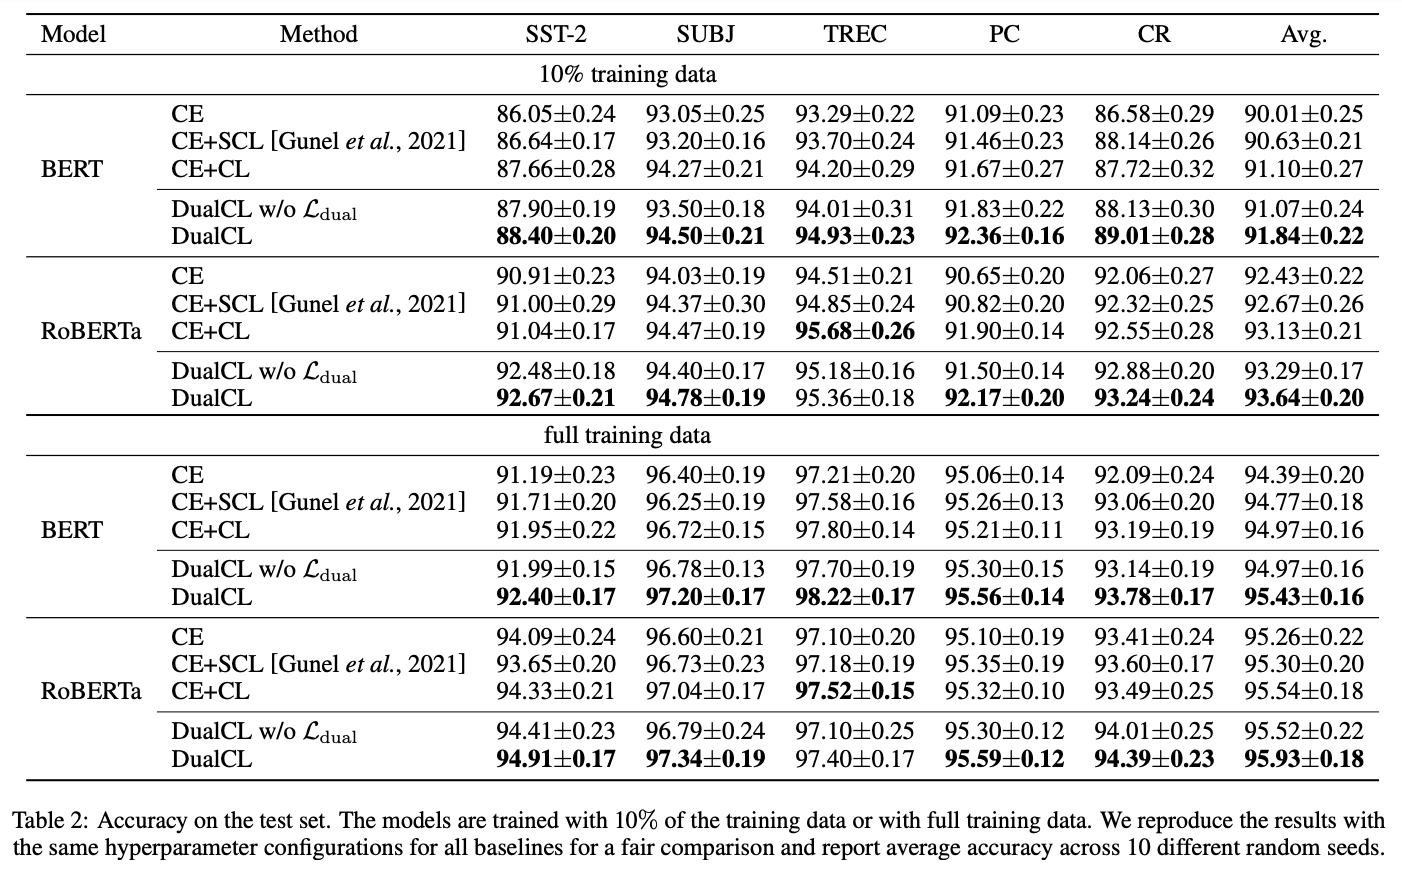 Model Method SST-2 SUBJ TREC PC CR Avg.
10% training data
CE 86.05±0.24 93.05±0.25 93.29±0.22 91.09±0.23 86.58±0.29 90.01±0.25
CE+SCL [Gunel et al., 2021] 86.64±0.17 93.20±0.16 93.70±0.24 91.46±0.23 88.14±0.26 90.63±0.21
BERT CE+CL 87.66±0.28 94.27±0.21 94.20±0.29 91.67±0.27 87.72±0.32 91.10±0.27
DualCL w/o ℒdual 87.90±0.19 93.50±0.18 94.01±0.31 91.83±0.22 88.13±0.30 91.07±0.24
DualCL 88.40±0.20 94.50±0.21 94.93±0.23 92.36±0.16 89.01±0.28 91.84±0.22
CE 90.91±0.23 94.03±0.19 94.51±0.21 90.65±0.20 92.06±0.27 92.43±0.22
CE+SCL [Gunel et al., 2021] 91.00±0.29 94.37±0.30 94.85±0.24 90.82±0.20 92.32±0.25 92.67±0.26
RoBERTa CE+CL 91.04±0.17 94.47±0.19 95.68±0.26 91.90±0.14 92.55±0.28 93.13±0.21
DualCL w/o ℒdual 92.48±0.18 94.40±0.17 95.18±0.16 91.50±0.14 92.88±0.20 93.29±0.17
DualCL 92.67±0.21 94.78±0.19 95.36±0.18 92.17±0.20 93.24±0.24 93.64±0.20
full training data
CE 91.19±0.23 96.40±0.19 97.21±0.20 95.06±0.14 92.09±0.24 94.39±0.20
CE+SCL [Gunel et al., 2021] 91.71±0.20 96.25±0.19 97.58±0.16 95.26±0.13 93.06±0.20 94.77±0.18
BERT CE+CL 91.95±0.22 96.72±0.15 97.80±0.14 95.21±0.11 93.19±0.19 94.97±0.16
DualCL w/o ℒdual 91.99±0.15 96.78±0.13 97.70±0.19 95.30±0.15 93.14±0.19 94.97±0.16
DualCL 92.40±0.17 97.20±0.17 98.22±0.17 95.56±0.14 93.78±0.17 95.43±0.16
CE 94.09±0.24 96.60±0.21 97.10±0.20 95.10±0.19 93.41±0.24 95.26±0.22
CE+SCL [Gunel et al., 2021] 93.65±0.20 96.73±0.23 97.18±0.19 95.35±0.19 93.60±0.17 95.30±0.20
RoBERTa CE+CL 94.33±0.21 97.04±0.17 97.52±0.15 95.32±0.10 93.49±0.25 95.54±0.18
DualCL w/o ℒdual 94.41±0.23 96.79±0.24 97.10±0.25 95.30±0.12 94.01±0.25 95.52±0.22
DualCL 94.91±0.17 97.34±0.19 97.40±0.17 95.59±0.12 94.39±0.23 95.93±0.18
Table 2: Accuracy on the test set. The models are trained with 10% of the training data or with full training data. We reproduce the results with
the same hyperparameter configurations for all baselines for a fair comparison and report average accuracy across 10 different random seeds.